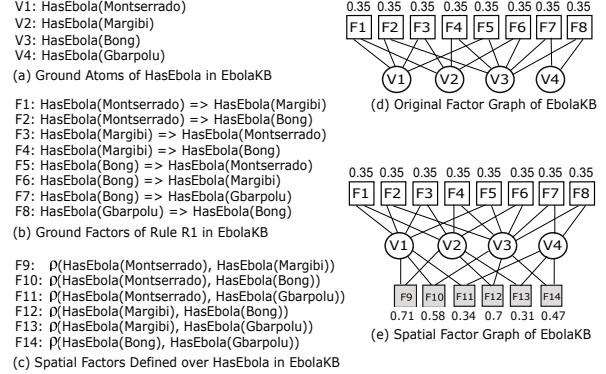 V1: HasEbola(Montserrado)
V2: HasEbola(Margibi)
V3: HasEbola(Bong)
V4: HasEbola(Gbarpolu)
(a) Ground Atoms of HasEbola in EbolaKB
F1: HasEbola(Montserrado) => HasEbola(Margibi)
F2: HasEbola(Montserrado) => HasEbola(Bong)
F3: HasEbola(Margibi) => HasEbola(Montserrado)
F4: HasEbola(Margibi) => HasEbola(Bong)
F5: HasEbola(Bong) => HasEbola(Montserrado)
F6: HasEbola(Bong) => HasEbola(Margibi)
F7: HasEbola(Bong) => HasEbola(Gbarpolu)
F8: HasEbola(Gbarpolu) => HasEbola(Bong)
(b) Ground Factors of Rule R1 in EbolaKB
F9: ρ(HasEbola(Montserrado), HasEbola(Margibi))
F10: ρ(HasEbola(Montserrado), HasEbola(Bong))
F11: ρ(HasEbola(Montserrado), HasEbola(Gbarpolu))
F12: ρ(HasEbola(Margibi), HasEbola(Bong))
F13: ρ(HasEbola(Margibi), HasEbola(Gbarpolu))
F14: ρ(HasEbola(Bong), HasEbola(Gbarpolu))
(c) Spatial Factors Defined over HasEbola in EbolaKB
0.35 0.35 0.35 0.35 0.35 0.35 0.35 0.35
F1 F2 F3 F4 F5 F6 F7 F8
V1 V2 V3 V4
(d) Original Factor Graph of EbolaKB
0.35 0.35 0.35 0.35 0.35 0.35 0.35 0.35
F1 F2 F3 F4 F5 F6 F7 F8
V1 V2 V3 V4
F9 F10 F11 F12 F13 F14
0.71 0.58 0.34 0.7 0.31 0.47
(e) Spatial Factor Graph of EbolaKB